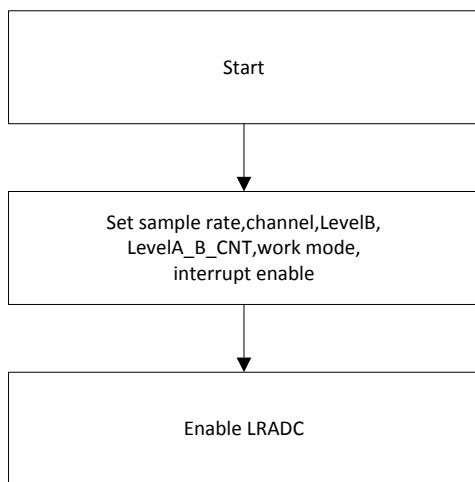 Start
Set sample rate,channel,LevelB,
LevelA_B_CNT,work mode,
interrupt enable
Enable LRADC